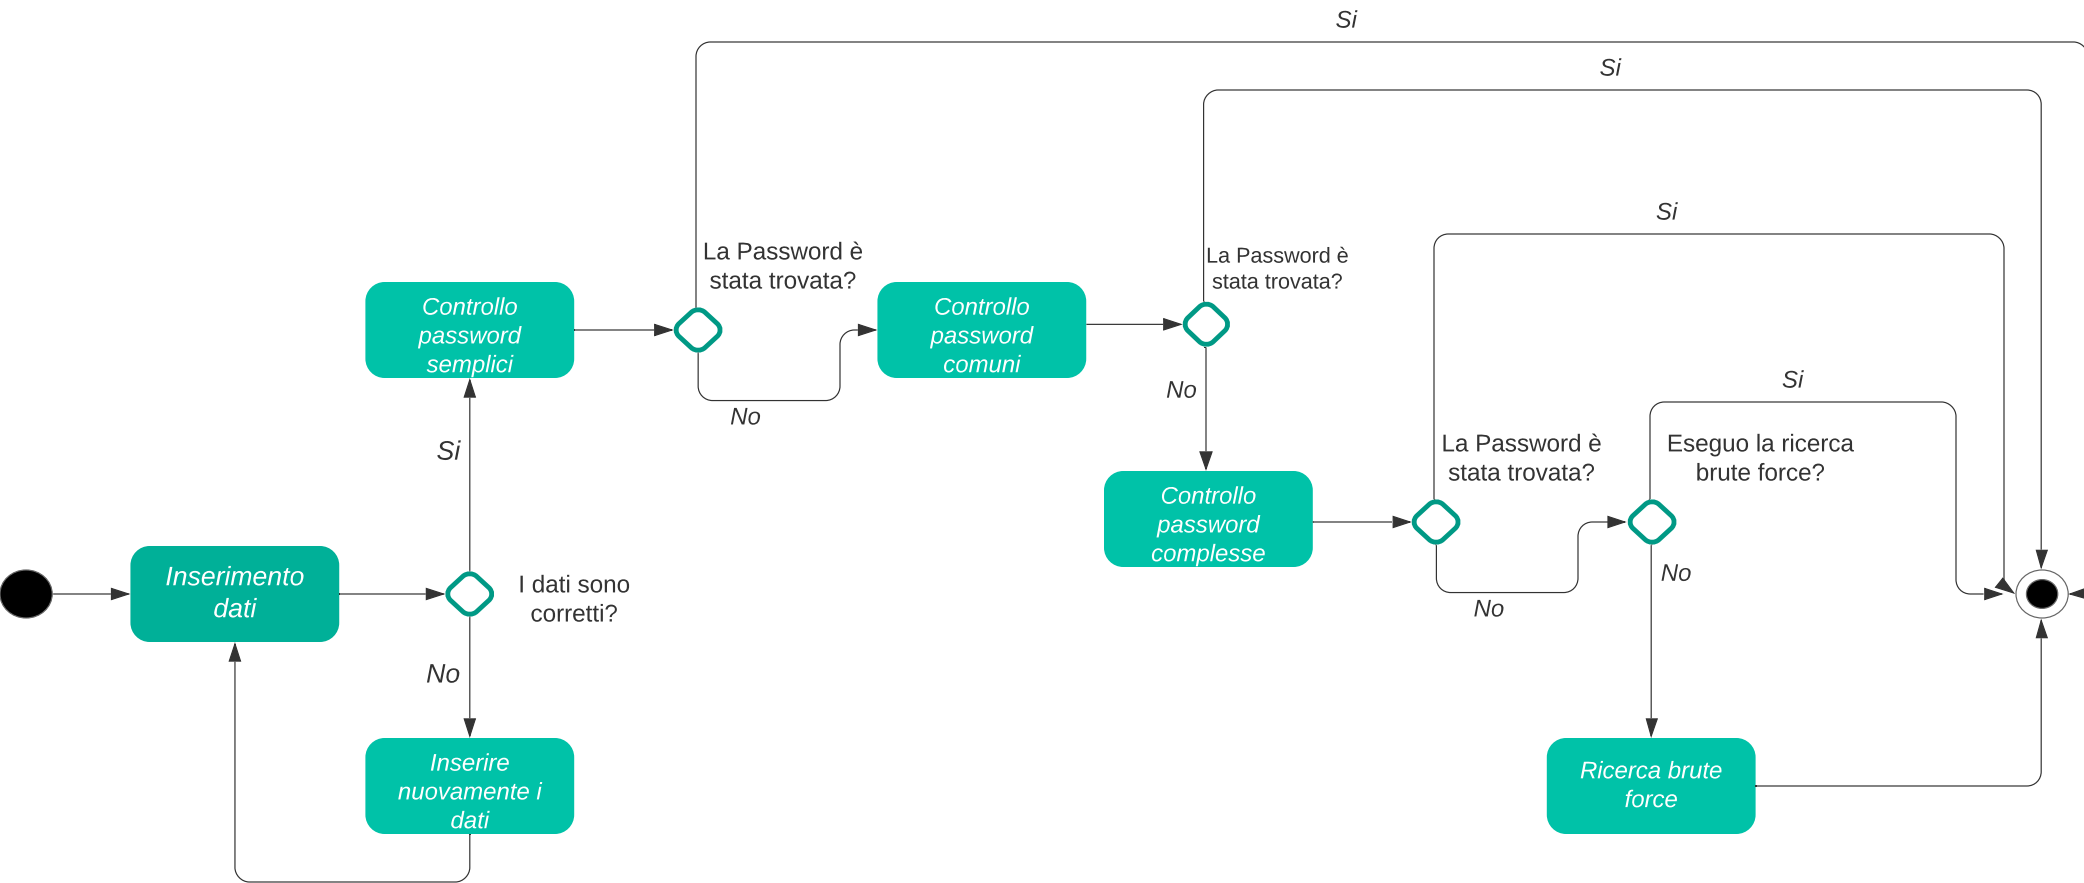 Si
Si
Si
La Password è
stata trovata?
La Password è
stata trovata?
Controllo
password
semplici
Controllo
password
comuni
No
No
Si
Si
La Password è
stata trovata?
Eseguo la ricerca
brute force?
Controllo
password
complesse
No
No
Inserimento
dati
I dati sono
corretti?
No
Inserire
nuovamente i
dati
Ricerca brute
force